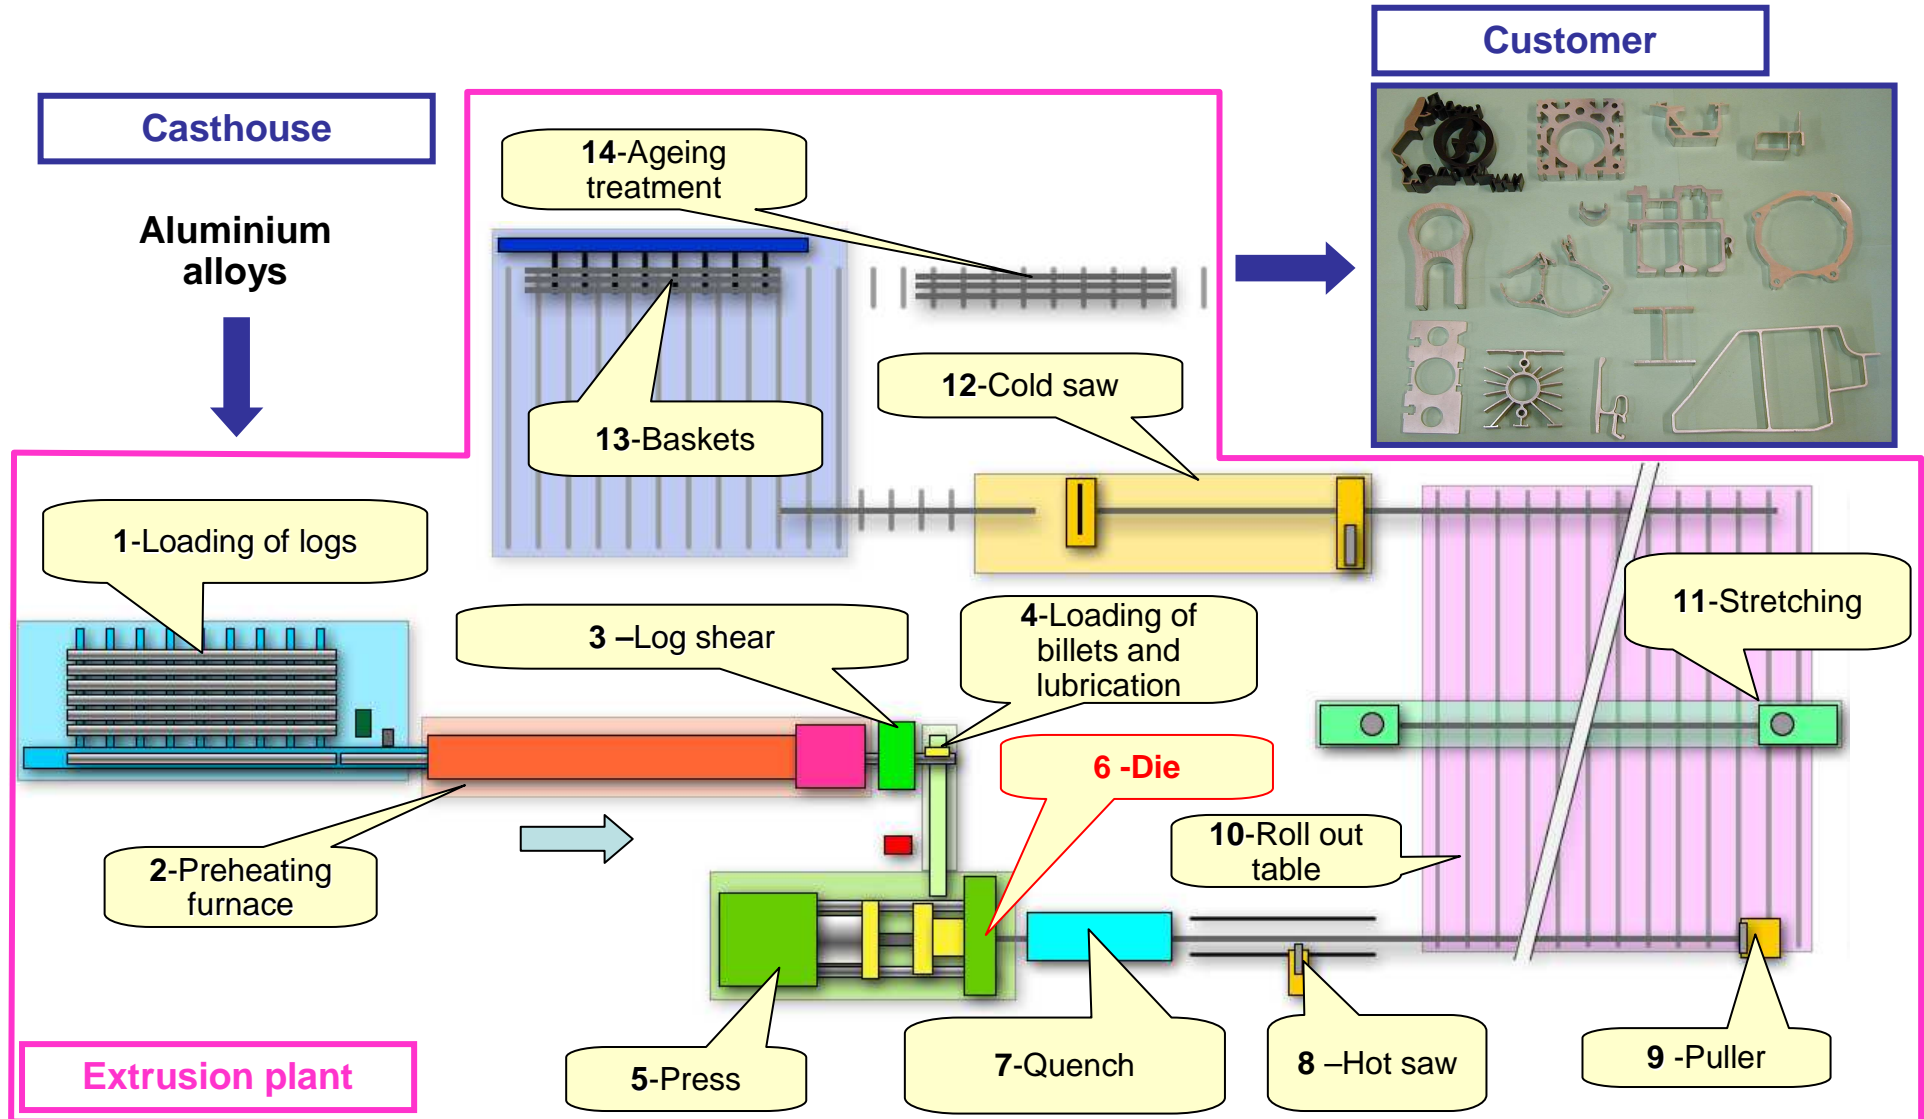 Customer
Casthouse
Aluminium
alloys
14-Ageing
treatment
12-Cold saw
13-Baskets
1-Loading of logs
3 –Log shear
4-Loading of
billets and
lubrication
11-Stretching
6 -Die
10-Roll out
table
2-Preheating
furnace
5-Press
7-Quench
8 –Hot saw
9 -Puller
Extrusion plant